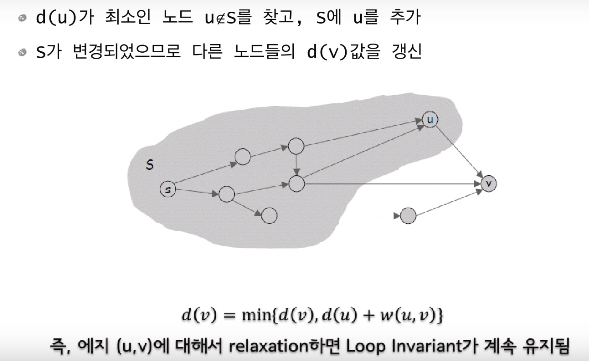 d(u)가 최소인 노드 u∉S를 찾고, S에 u를 추가
S가 변경되었으므로 다른 노드들의 d(v)값을 갱신
u
S
s
v
d(v) = min{d(v), d(u) + w(u, v)}
즉, 에지 (u,v)에 대해서 relaxation하면 Loop Invariant가 계속 유지됨